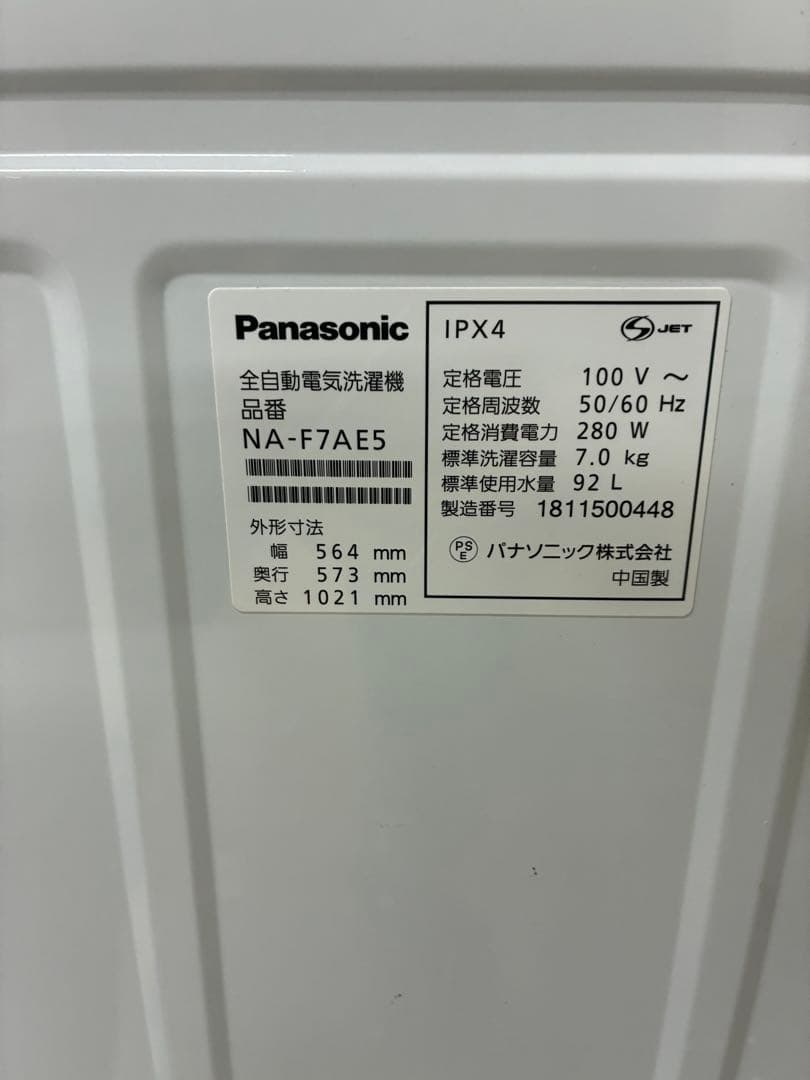 Panasonic
全自動電気洗濯機
品番
NA-F7AE5
外形寸法
幅 564 mm
奥行 573 mm
高さ 1021 mm
IPX4
S JET
定格電圧 100 V ～
定格周波数 50/60 Hz
定格消費電力 280 W
標準洗濯容量 7.0 kg
標準使用水量 92 L
製造番号 1811500448
PS
E パナソニック株式会社
中国製